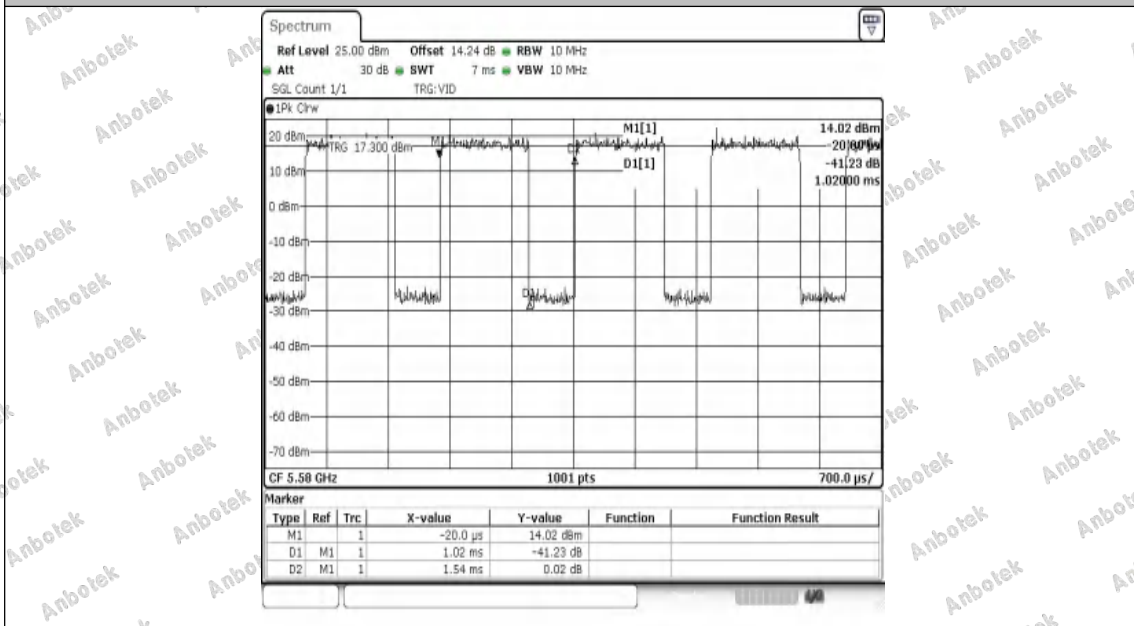 Spectrum
Ref Level 25.00 dBm Offset 14.24 dB RBW 10 MHz
Att 30 dB SWT 7 ms VBW 10 MHz
SGL Count 1/1 TRG:VID
1Pk Clrw
M1[1] 14.02 dBm
D1[1] -41.23 dB
1.02000 ms
20 dBm
TRG 17.300 dBm
10 dBm
0 dBm
-10 dBm
-20 dBm
-30 dBm
-40 dBm
-50 dBm
-60 dBm
-70 dBm
CF 5.58 GHz 1001 pts 700.0 µs/
Marker
Type Ref Trc X-value Y-value Function Function Result
M1 1 -20.0 µs 14.02 dBm
D1 M1 1 1.02 ms -41.23 dB
D2 M1 1 1.54 ms 0.02 dB
Anbotek